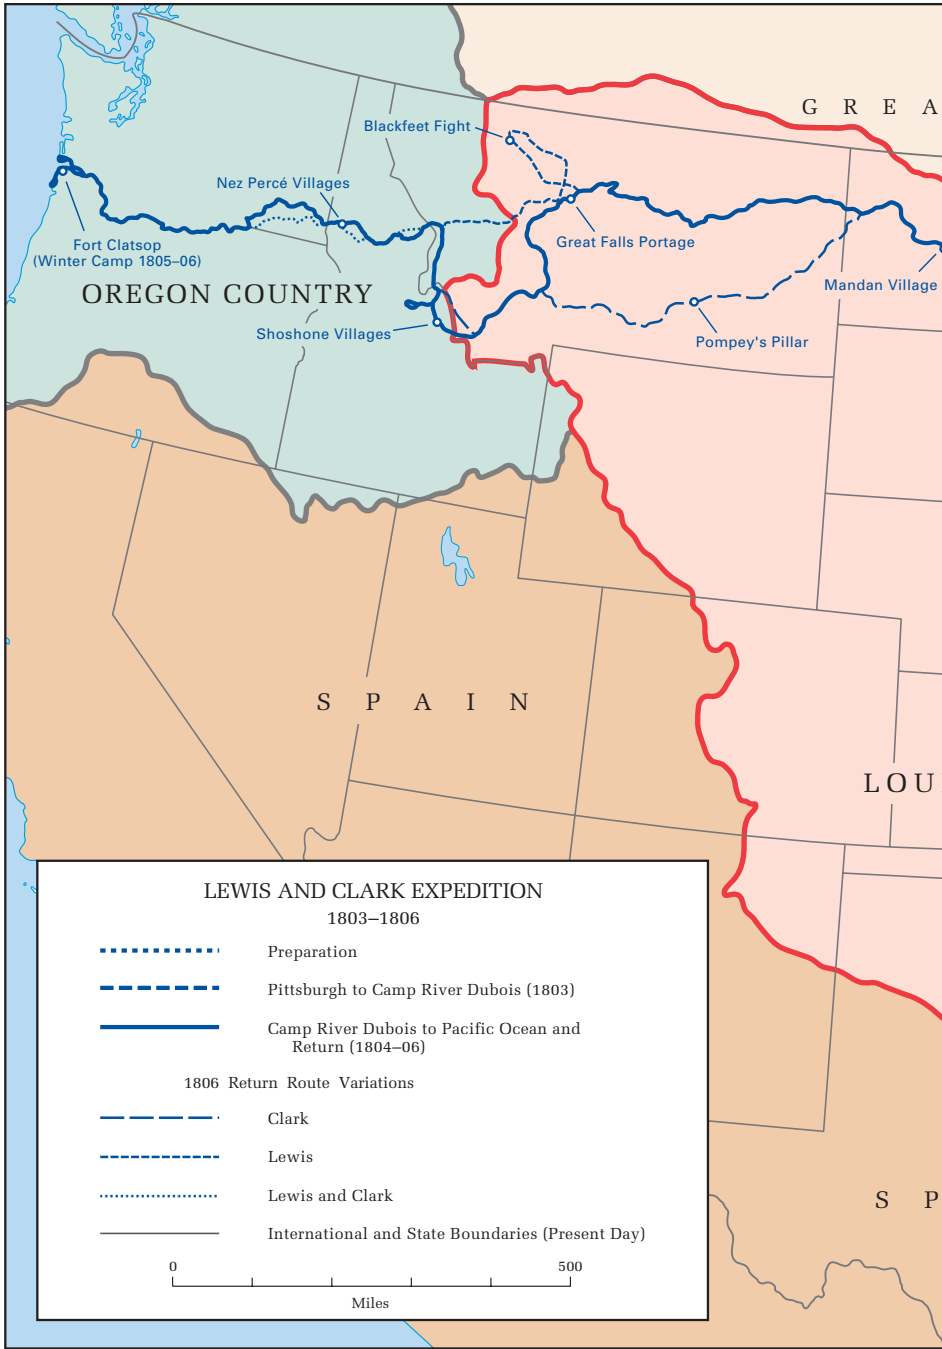 G R E A
Blackfeet Fight
Nez Percé Villages
Fort Clatsop
(Winter Camp 1805–06)
Great Falls Portage
Mandan Village
OREGON COUNTRY
Shoshone Villages
Pompey's Pillar
S P A I N
LOU
LEWIS AND CLARK EXPEDITION
1803–1806
Preparation
Pittsburgh to Camp River Dubois (1803)
Camp River Dubois to Pacific Ocean and
Return (1804–06)
1806 Return Route Variations
Clark
Lewis
Lewis and Clark
S P
International and State Boundaries (Present Day)
0 500
Miles